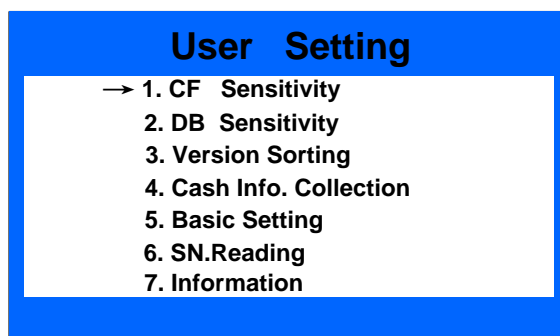 User Setting
→ 1. CF Sensitivity
2. DB Sensitivity
3. Version Sorting
4. Cash Info. Collection
5. Basic Setting
6. SN.Reading
7. Information